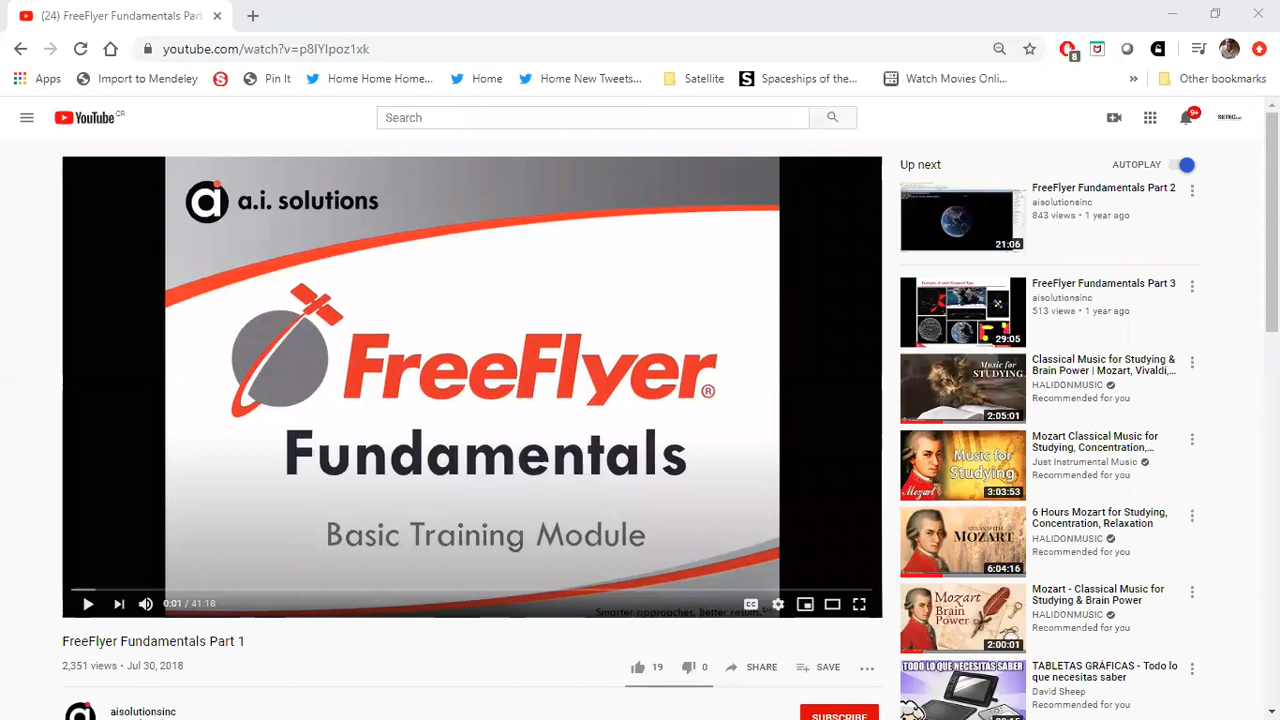 (24) FreeFlyer Fundamentals Part
youtube.com/watch?v=p8lYlpoz1xk
8
Apps
Import to Mendeley
Pin It
Home Home Home...
Home
Home New Tweets...
Satelli
Spaceships of the...
Watch Movies Onli...
»
Other bookmarks
YouTube CR
Search
9+
SETEC
a.i. solutions
FreeFlyer®
Fundamentals
Basic Training Module
Smarter approaches. Better results.
0:01 / 41:18
CC
FreeFlyer Fundamentals Part 1
2,351 views • Jul 30, 2018
19
0
SHARE
SAVE
aisolutionsinc
SUBSCRIBE
Up next
AUTOPLAY
21:06
FreeFlyer Fundamentals Part 2
aisolutionsinc
843 views • 1 year ago
29:05
FreeFlyer Fundamentals Part 3
aisolutionsinc
513 views • 1 year ago
Music for
STUDYING
2:05:01
Classical Music for Studying &
Brain Power | Mozart, Vivaldi,...
HALIDONMUSIC
Recommended for you
Music for
Studying
Mozart
3:03:53
Mozart Classical Music for
Studying, Concentration,...
Just Instrumental Music
Recommended for you
RELAX WITH
MOZART
6:04:16
6 Hours Mozart for Studying,
Concentration, Relaxation
HALIDONMUSIC
Recommended for you
Mozart
Brain
Power
2:00:01
Mozart - Classical Music for
Studying & Brain Power
HALIDONMUSIC
Recommended for you
TODO LO QUE NECESITAS SABER
TABLETAS GRÁFICAS - Todo lo
que necesitas saber
David Sheep
Recommended for you